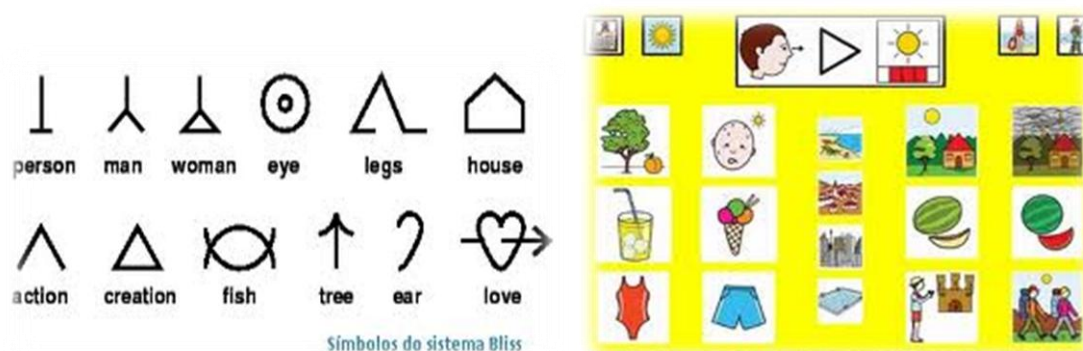 person man woman eye legs house
action creation fish tree ear love
Símbolos do sistema Bliss